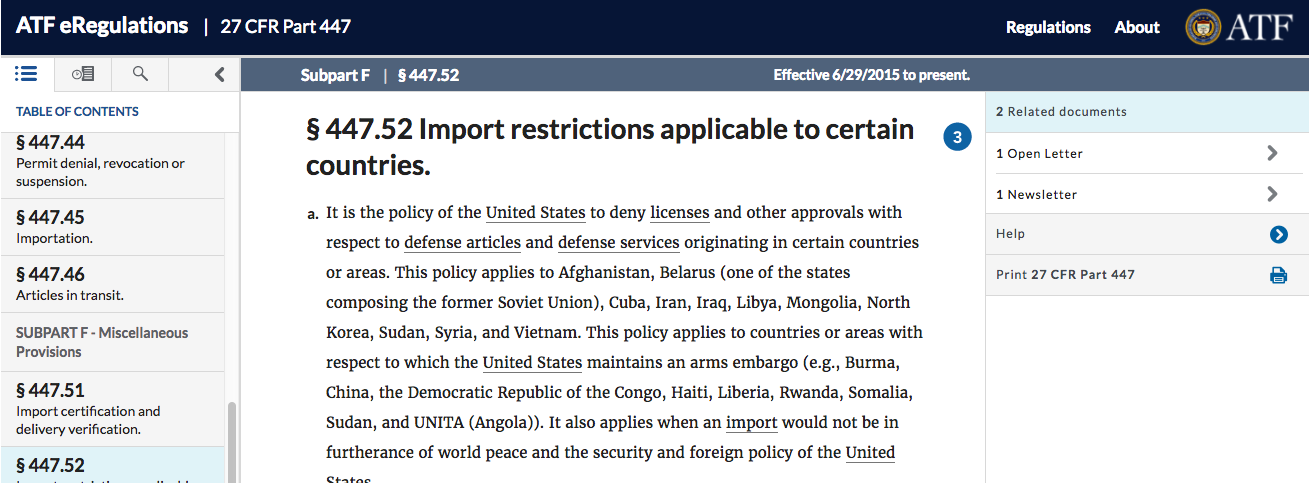 ATF eRegulations | 27 CFR Part 447
Regulations About ATF
Subpart F | § 447.52 Effective 6/29/2015 to present.
TABLE OF CONTENTS
§ 447.44
Permit denial, revocation or
suspension.
§ 447.45
Importation.
§ 447.46
Articles in transit.
SUBPART F - Miscellaneous
Provisions
§ 447.51
Import certification and
delivery verification.
§ 447.52
§ 447.52 Import restrictions applicable to certain
countries.
3
a. It is the policy of the United States to deny licenses and other approvals with
respect to defense articles and defense services originating in certain countries
or areas. This policy applies to Afghanistan, Belarus (one of the states
composing the former Soviet Union), Cuba, Iran, Iraq, Libya, Mongolia, North
Korea, Sudan, Syria, and Vietnam. This policy applies to countries or areas with
respect to which the United States maintains an arms embargo (e.g., Burma,
China, the Democratic Republic of the Congo, Haiti, Liberia, Rwanda, Somalia,
Sudan, and UNITA (Angola)). It also applies when an import would not be in
furtherance of world peace and the security and foreign policy of the United
States.
2 Related documents
1 Open Letter
1 Newsletter
Help
Print 27 CFR Part 447